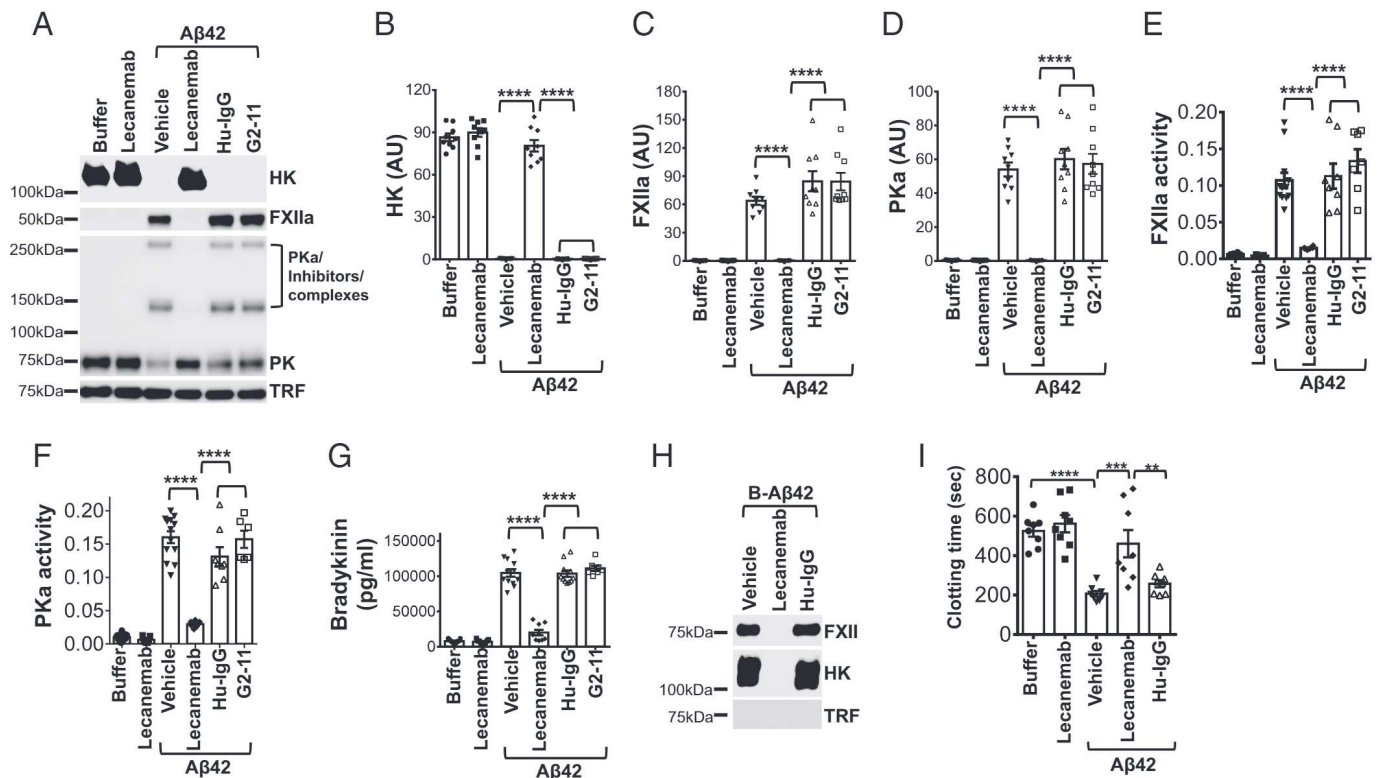 A
Aβ42
Buffer
Lecanemab
Vehicle
Lecanemab
Hu-IgG
G2-11
HK
100kDa
50kDa
FXIIa
250kDa
PKa/
Inhibitors/
complexes
150kDa
100kDa
75kDa
PK
75kDa
TRF
B
****
****
HK (AU)
120
90
60
30
0
Buffer
Lecanemab
Vehicle
Lecanemab
Hu-IgG
G2-11
Aβ42
C
****
****
FXIIa (AU)
180
150
120
90
60
30
0
Buffer
Lecanemab
Vehicle
Lecanemab
Hu-IgG
G2-11
Aβ42
D
****
****
PKa (AU)
100
80
60
40
20
0
Buffer
Lecanemab
Vehicle
Lecanemab
Hu-IgG
G2-11
Aβ42
E
****
****
FXIIa activity
0.20
0.15
0.10
0.05
0.00
Buffer
Lecanemab
Vehicle
Lecanemab
Hu-IgG
G2-11
Aβ42
F
****
****
PKa activity
0.20
0.15
0.10
0.05
0.00
Buffer
Lecanemab
Vehicle
Lecanemab
Hu-IgG
G2-11
Aβ42
G
****
****
Bradykinin
(pg/ml)
150000
100000
50000
0
Buffer
Lecanemab
Vehicle
Lecanemab
Hu-IgG
G2-11
Aβ42
H
B-Aβ42
Vehicle
Lecanemab
Hu-IgG
75kDa
FXII
HK
100kDa
75kDa
TRF
I
****
***
**
Clotting time (sec)
800
600
400
200
0
Buffer
Lecanemab
Vehicle
Lecanemab
Hu-IgG
Aβ42